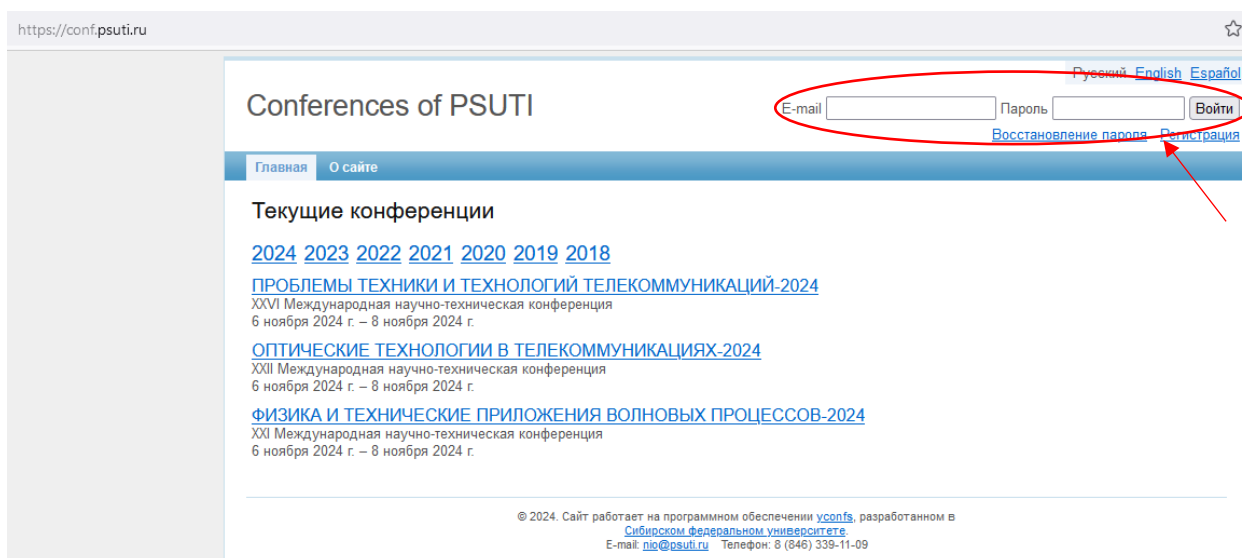 https://conf.psuti.ru
Русский English Español
Conferences of PSUTI
E-mail Пароль Войти
Восстановление пароля Регистрация
Главная О сайте
Текущие конференции
2024 2023 2022 2021 2020 2019 2018
ПРОБЛЕМЫ ТЕХНИКИ И ТЕХНОЛОГИЙ ТЕЛЕКОММУНИКАЦИЙ-2024
XXVI Международная научно-техническая конференция
6 ноября 2024 г. – 8 ноября 2024 г.
ОПТИЧЕСКИЕ ТЕХНОЛОГИИ В ТЕЛЕКОММУНИКАЦИЯХ-2024
XXII Международная научно-техническая конференция
6 ноября 2024 г. – 8 ноября 2024 г.
ФИЗИКА И ТЕХНИЧЕСКИЕ ПРИЛОЖЕНИЯ ВОЛНОВЫХ ПРОЦЕССОВ-2024
XXI Международная научно-техническая конференция
6 ноября 2024 г. – 8 ноября 2024 г.
© 2024. Сайт работает на программном обеспечении yconfs, разработанном в
Сибирском федеральном университете.
E-mail: nio@psuti.ru Телефон: 8 (846) 339-11-09